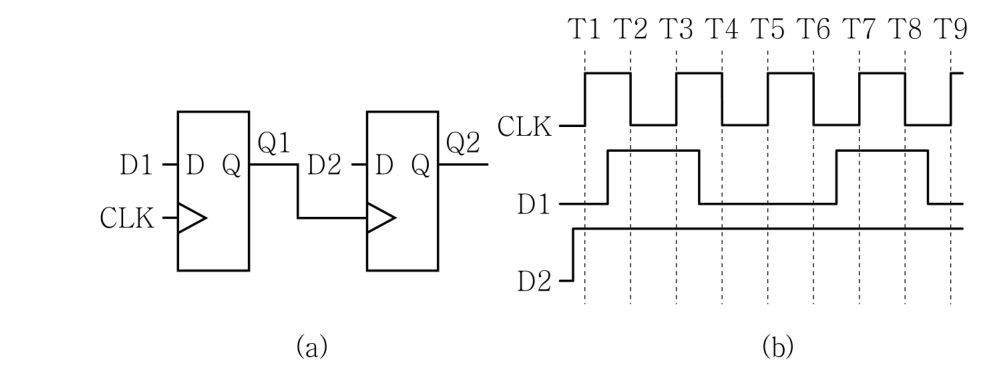 T1 T2 T3 T4 T5 T6 T7 T8 T9
CLK
Q1
Q2
D1
D Q
D2
D Q
CLK
D1
D2
(a)
(b)